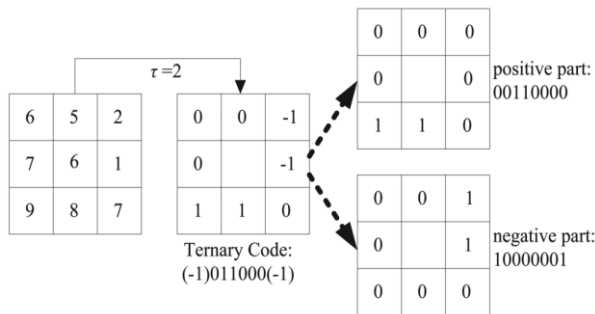 τ =2
6 5 2
7 6 1
9 8 7
0 0 -1
0 -1
1 1 0
Ternary Code:
(-1)011000(-1)
0 0 0
0 0
1 1 0
positive part:
00110000
0 0 1
0 1
0 0 0
negative part:
10000001